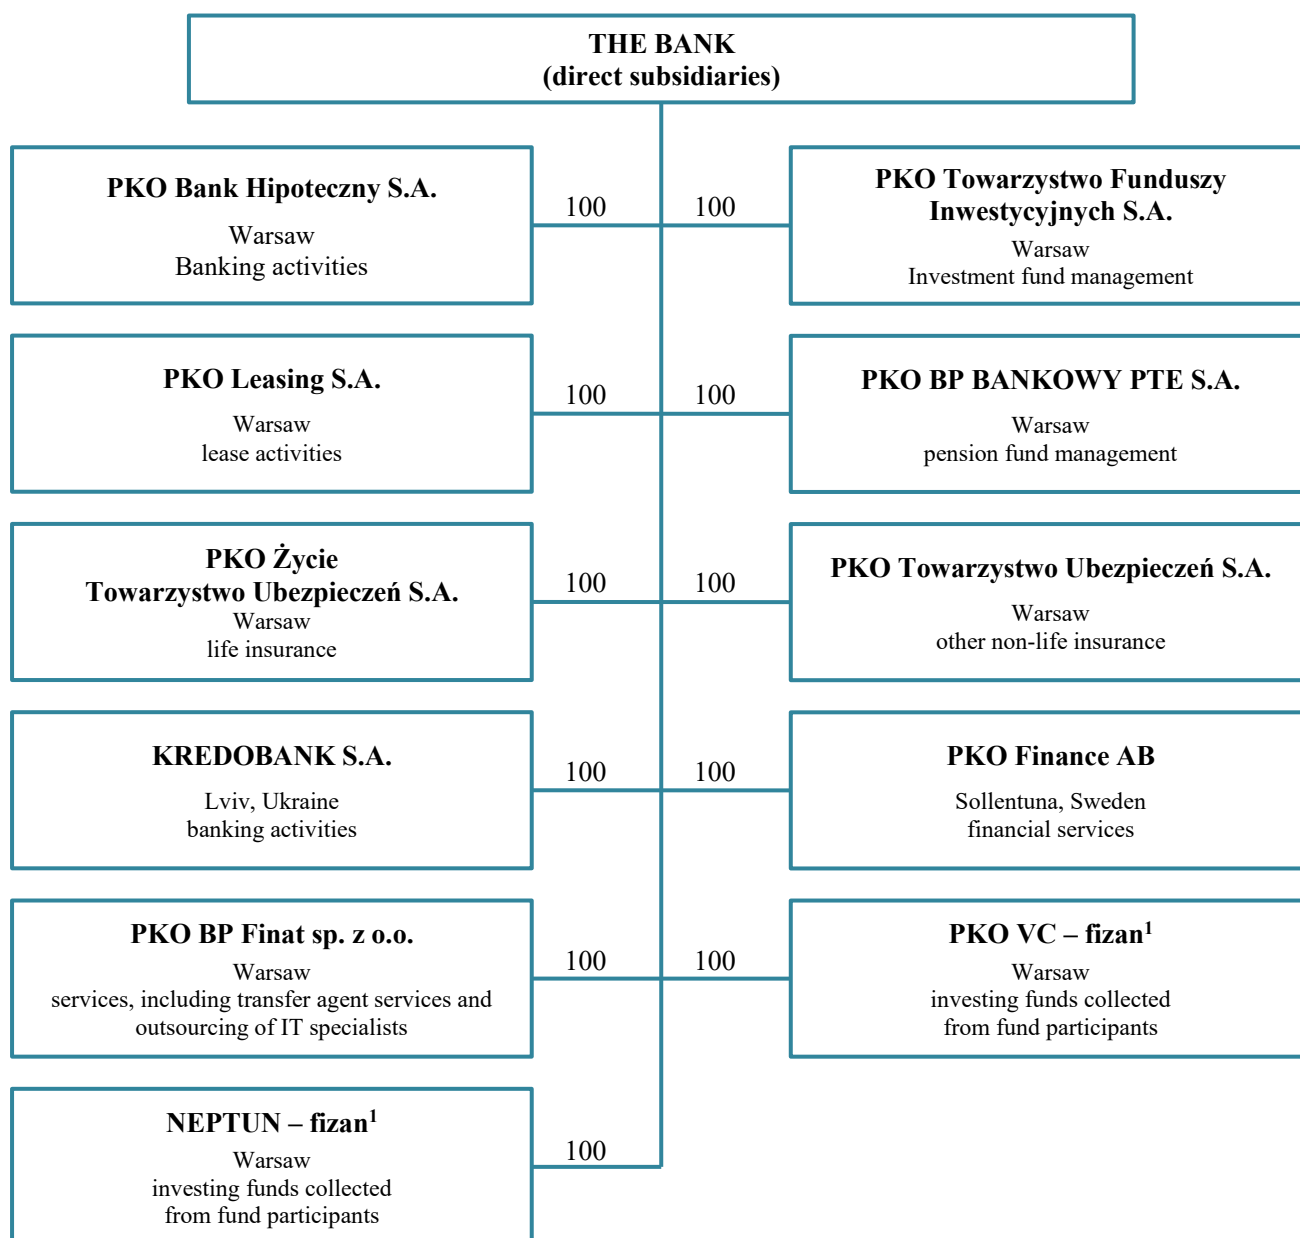 THE BANK
(direct subsidiaries)
PKO Bank Hipoteczny S.A.
Warsaw
Banking activities
100
100
PKO Towarzystwo Funduszy
Inwestycyjnych S.A.
Warsaw
Investment fund management
PKO Leasing S.A.
Warsaw
lease activities
100
100
PKO BP BANKOWY PTE S.A.
Warsaw
pension fund management
PKO Życie
Towarzystwo Ubezpieczeń S.A.
Warsaw
life insurance
100
100
PKO Towarzystwo Ubezpieczeń S.A.
Warsaw
other non-life insurance
KREDOBANK S.A.
Lviv, Ukraine
banking activities
100
100
PKO Finance AB
Sollentuna, Sweden
financial services
PKO BP Finat sp. z o.o.
Warsaw
services, including transfer agent services and
outsourcing of IT specialists
100
100
PKO VC – fizan¹
Warsaw
investing funds collected
from fund participants
NEPTUN – fizan¹
Warsaw
investing funds collected
from fund participants
100